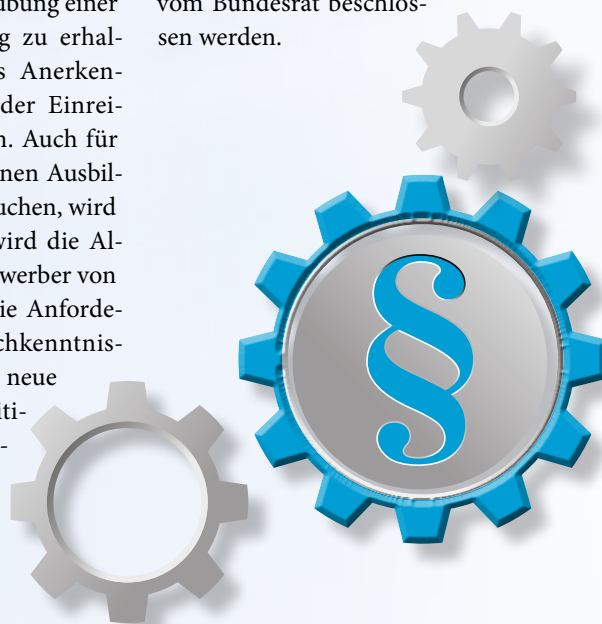 übung einer
g zu erhal-
s Anerken-
der Einrei-
n. Auch für
nen Ausbil-
uchen, wird
wird die Al-
werber von
ie Anforde-
chkenntnis-
neue
iti-
-
vom Bundesrat beschlos-
sen werden.
§